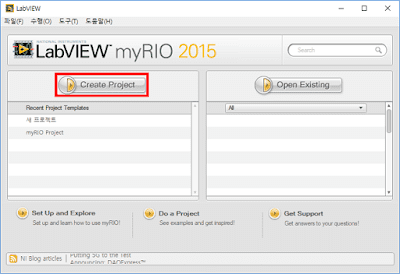 LabVIEW
파일(F) 수행(O) 도구(T) 도움말(H)
NATIONAL INSTRUMENTS
LabVIEW™ myRIO 2015
Search
Create Project
Open Existing
Recent Project Templates
All
새 프로젝트
myRIO Project
Set Up and Explore
Set up and learn how to use myRIO!
Do a Project
See examples and get inspired!
Get Support
Get answers to your questions!
NI Blog articles
Putting 5G to the Test
Announcing: DAQExpress™